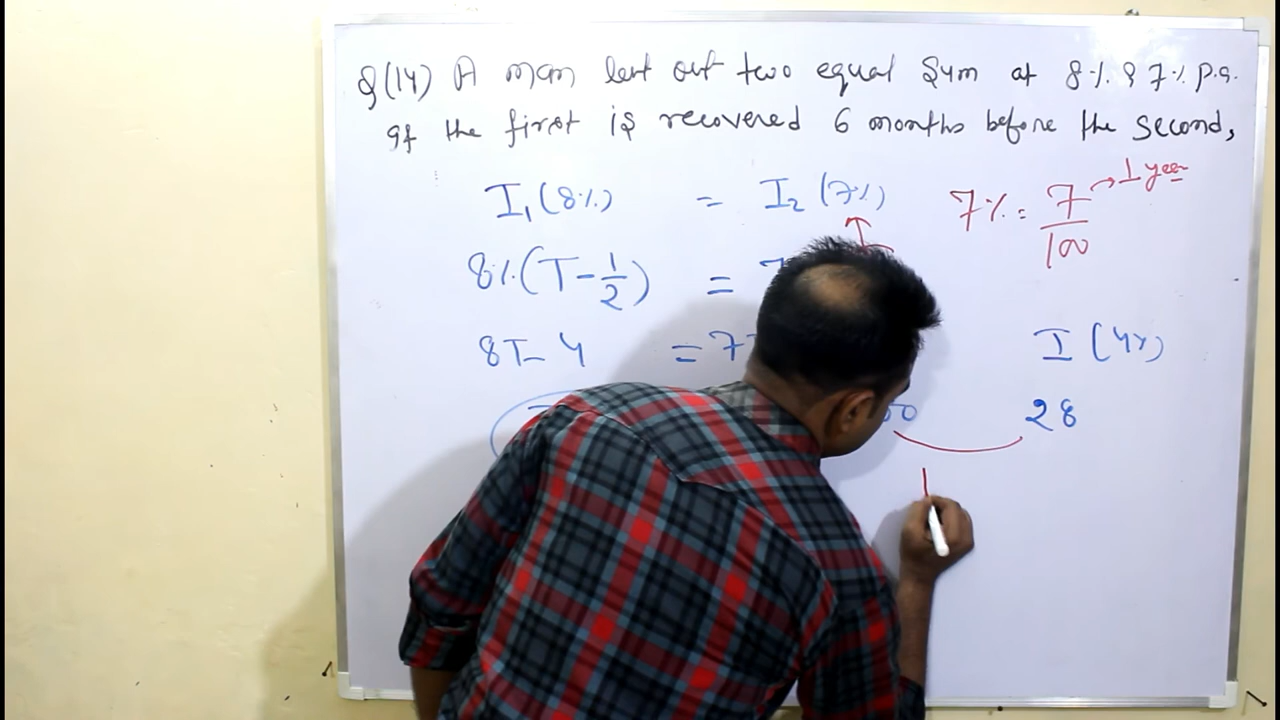 Q(14) A man lent out two equal Sum at 8% & 7% p.a.
If the first is recovered 6 months before the second,
I₁(8%) = I₂(7%)
7% = 7/100 → 1 year
8%(T - 1/2) = 7
8T - 4 = 7T
I (4Y)
28